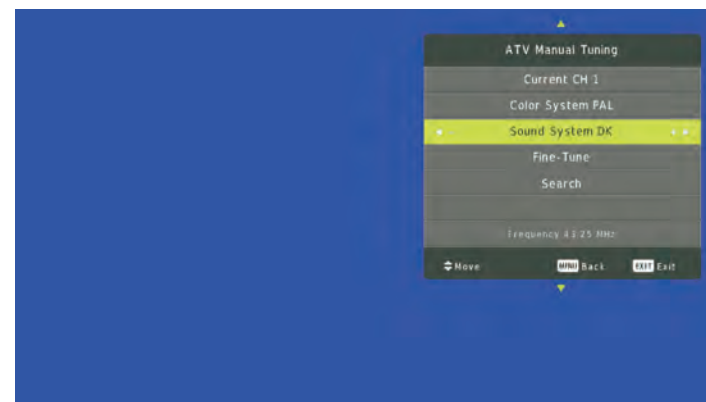 ATV Manual Tuning
Current CH 1
Color System PAL
Sound System DK
Fine-Tune
Search
Frequency 43.25 MHz
Move MENU Back EXIT Exit